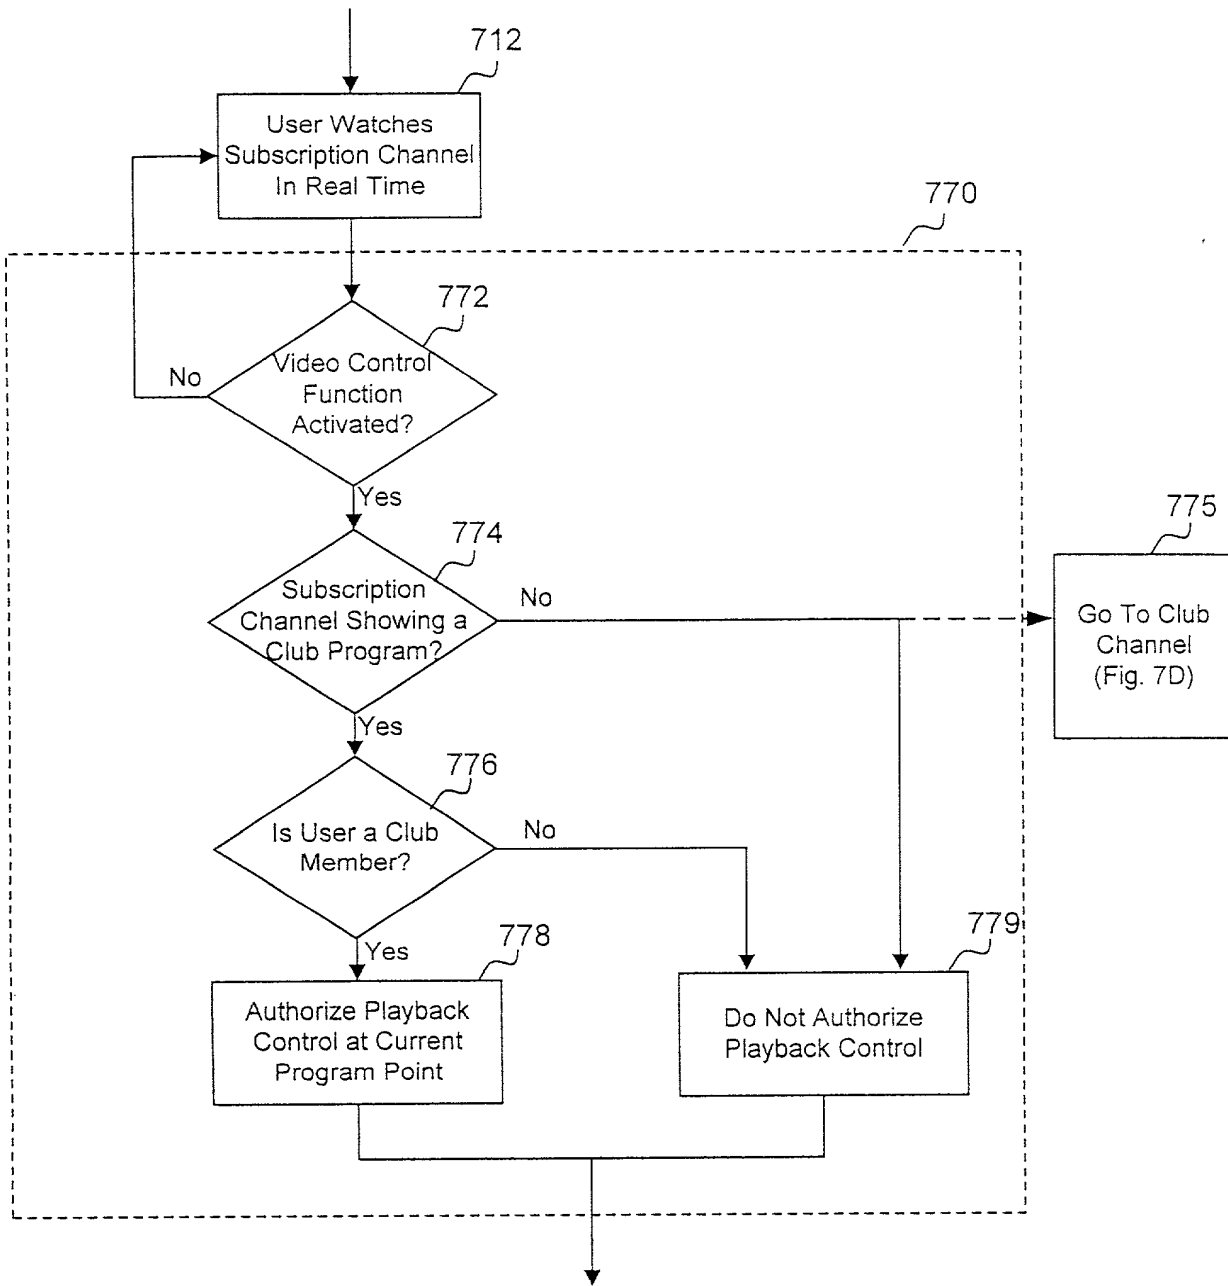 712
User Watches
Subscription Channel
In Real Time
770
772
Video Control
Function
Activated?
No
Yes
774
Subscription
Channel Showing a
Club Program?
No
775
Go To Club
Channel
(Fig. 7D)
Yes
776
Is User a Club
Member?
No
Yes
778
Authorize Playback
Control at Current
Program Point
779
Do Not Authorize
Playback Control